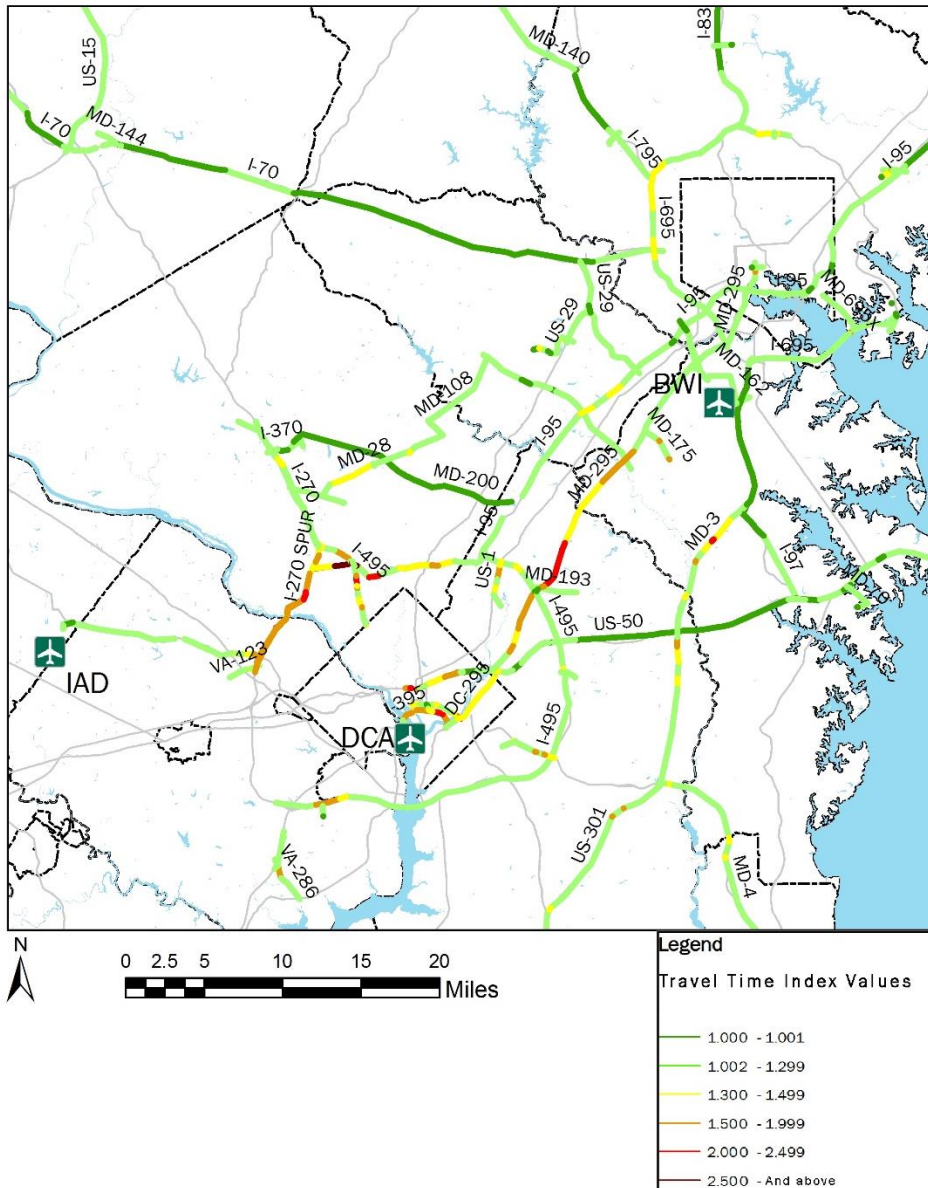 I-83
MD-140
US-15
I-70
MD-144
I-70
I-795
I-95
I-695
US-29
US-29
I-95
MD-295
I-95
MD-695X
I-695
MD-162
BWI
MD-108
I-370
MD-28
I-95
MD-175
I-270
MD-200
MD-295
I-95
MD-3
I-270 SPUR
I-495
US-1
MD-193
I-97
I-495
US-50
VA-123
IAD
395
DC-295
DCA
I-495
US-301
VA-286
MD-4
N
0 2.5 5 10 15 20
Miles
Legend
Travel Time Index Values
1.000 - 1.001
1.002 - 1.299
1.300 - 1.499
1.500 - 1.999
2.000 - 2.499
2.500 - And above